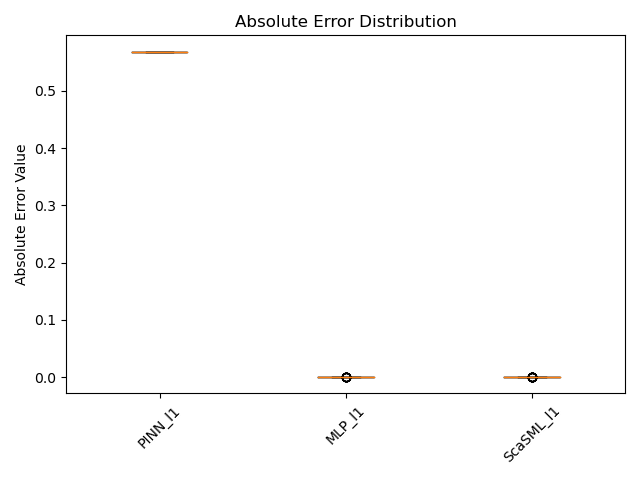 Absolute Error Distribution
Absolute Error Value
0.5
0.4
0.3
0.2
0.1
0.0
PINN_l1
MLP_l1
ScaSML_l1